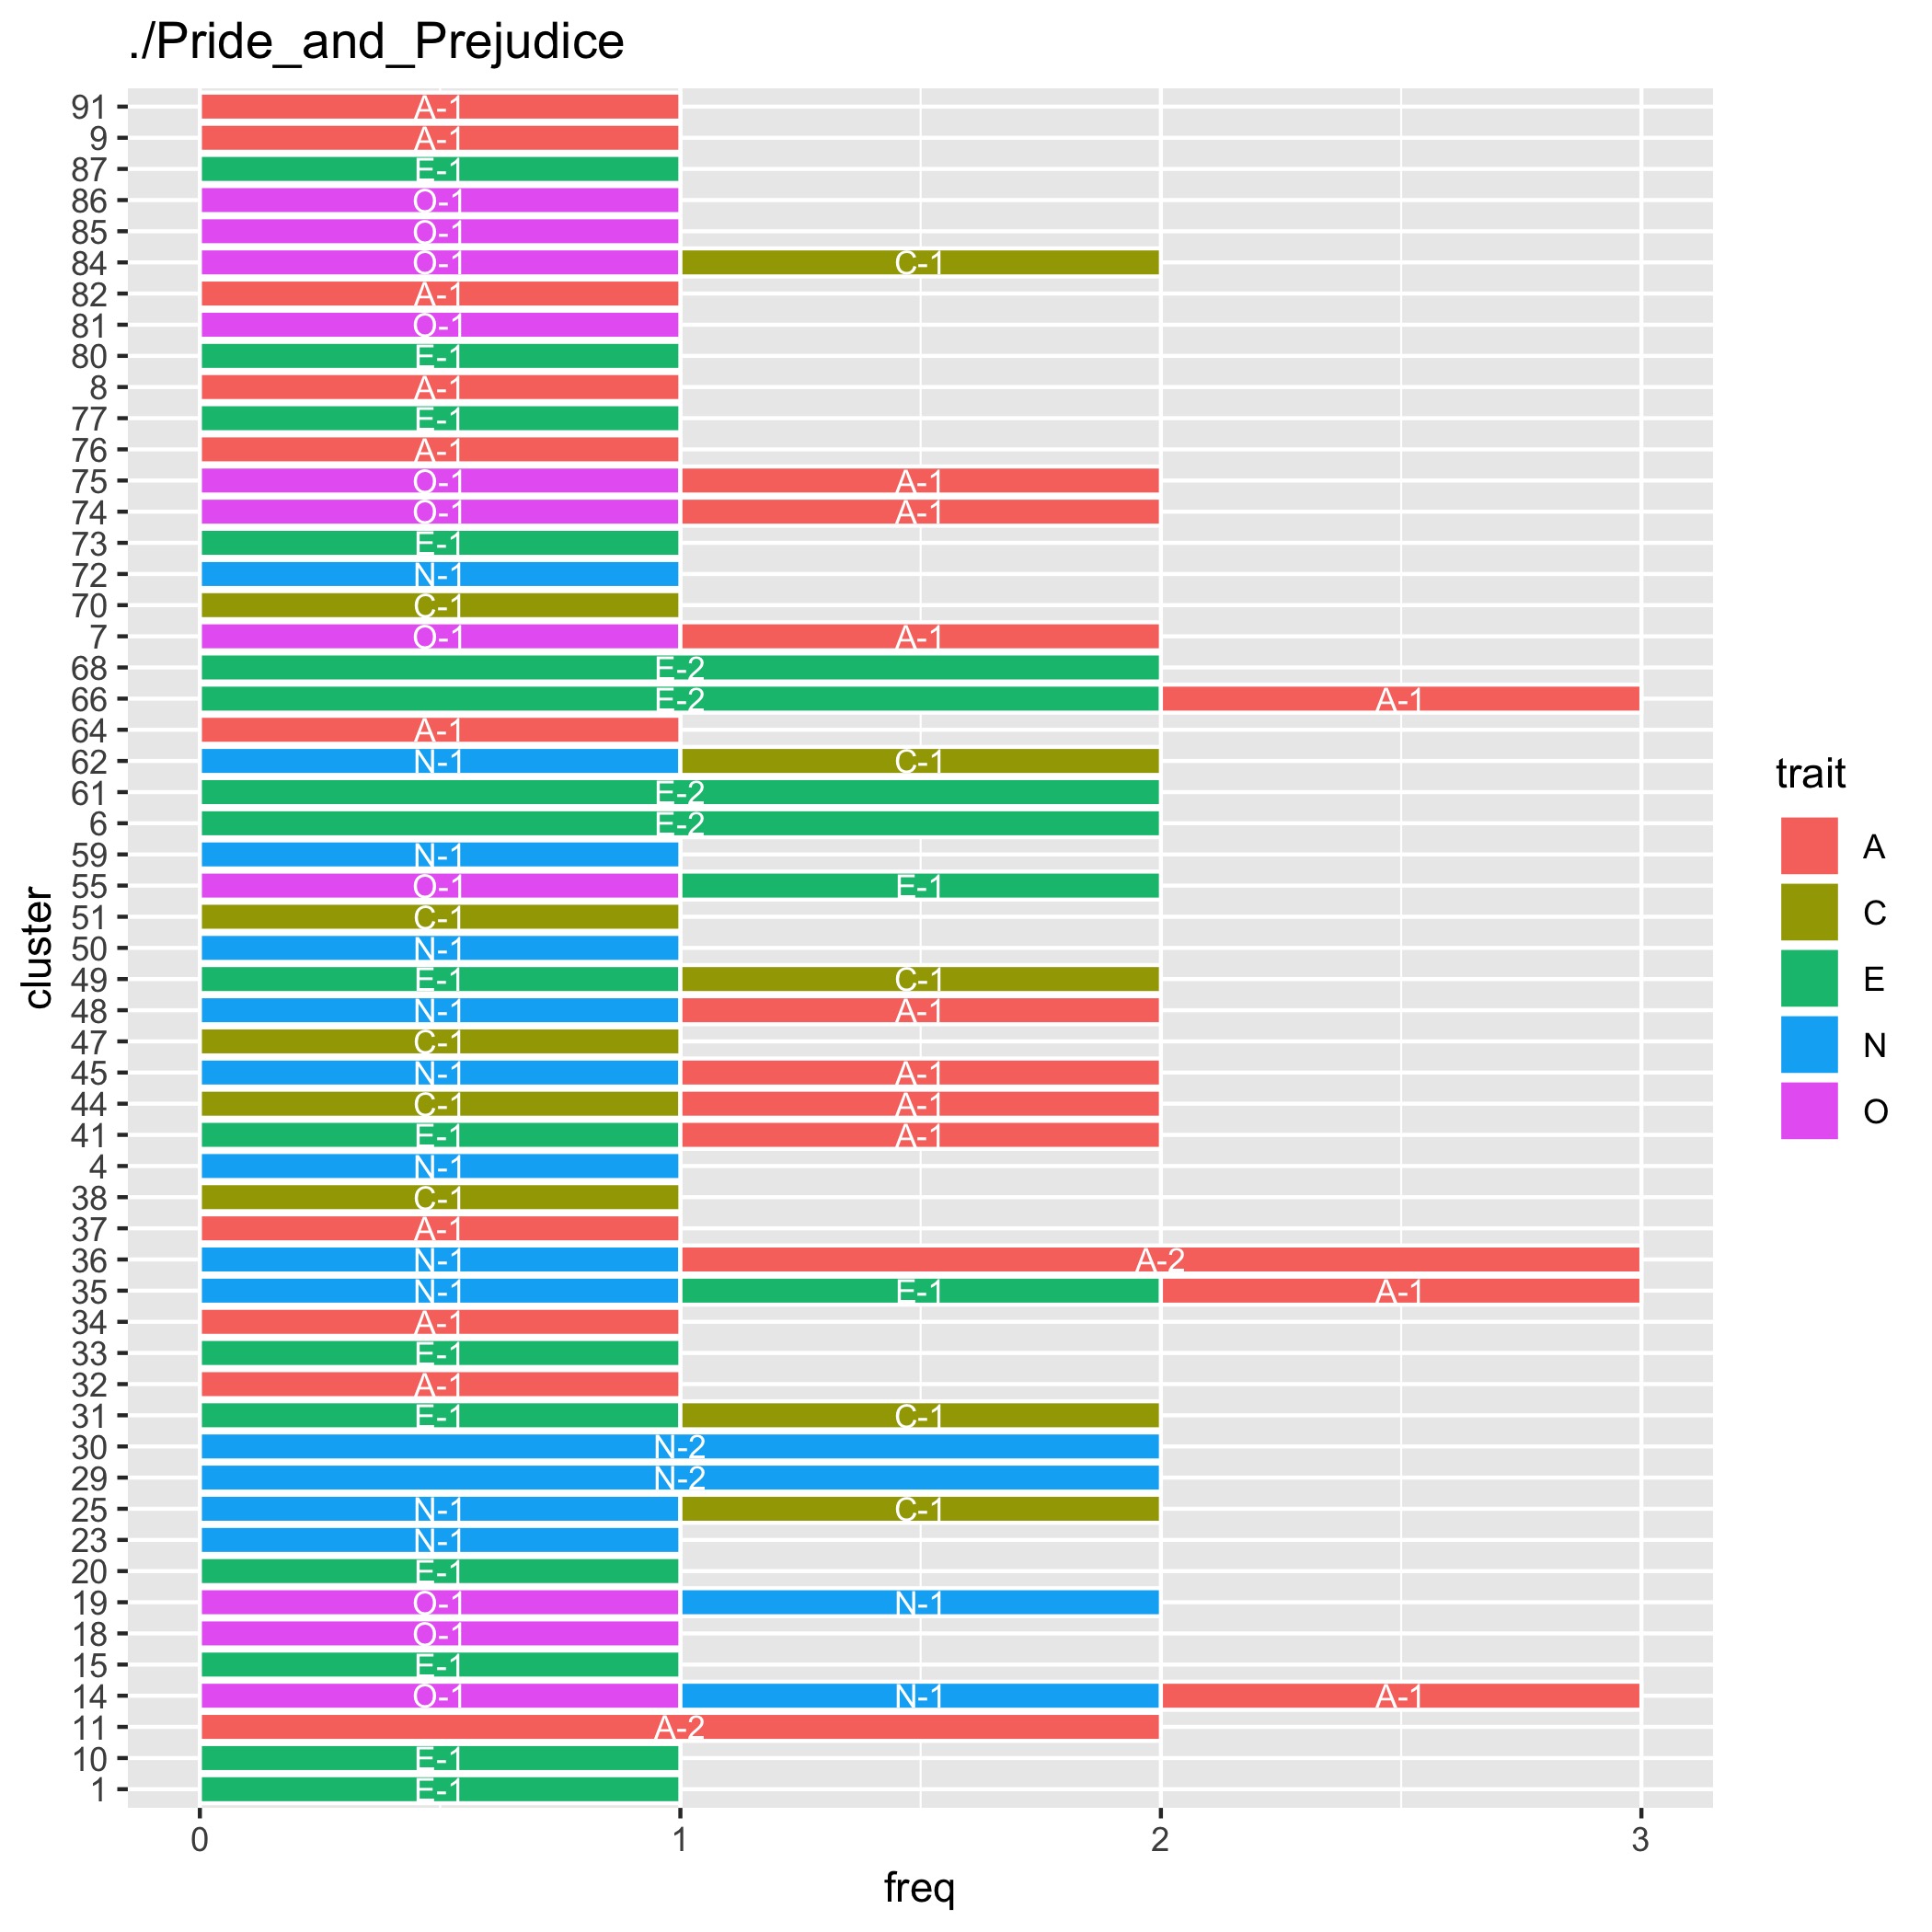 ./Pride_and_Prejudice
91 A-1
9 A-1
87 E-1
86 O-1
85 O-1
84 O-1 C-1
82 A-1
81 O-1
80 E-1
8 A-1
77 E-1
76 A-1
75 O-1 A-1
74 O-1 A-1
73 E-1
72 N-1
70 C-1
7 O-1 A-1
68 E-2
66 E-2 A-1
64 A-1
62 N-1 C-1
61 E-2
6 E-2
59 N-1
55 O-1 E-1
51 C-1
50 N-1
49 E-1 C-1
48 N-1 A-1
47 C-1
45 N-1 A-1
44 C-1 A-1
41 E-1 A-1
4 N-1
38 C-1
37 A-1
36 N-1 A-2
35 N-1 E-1 A-1
34 A-1
33 E-1
32 A-1
31 E-1 C-1
30 N-2
29 N-2
25 N-1 C-1
23 N-1
20 E-1
19 O-1 N-1
18 O-1
15 E-1
14 O-1 N-1 A-1
11 A-2
10 E-1
1 E-1
0 1 2 3
freq
cluster
trait
A
C
E
N
O